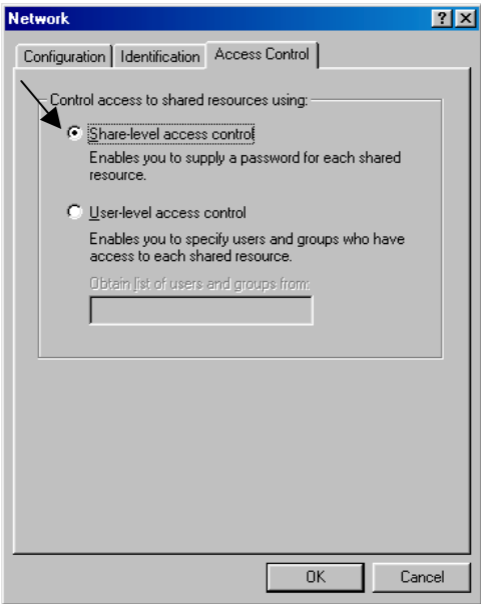 Network
Configuration Identification Access Control
Control access to shared resources using:
Share-level access control
Enables you to supply a password for each shared
resource.
User-level access control
Enables you to specify users and groups who have
access to each shared resource.
Obtain list of users and groups from:
OK Cancel